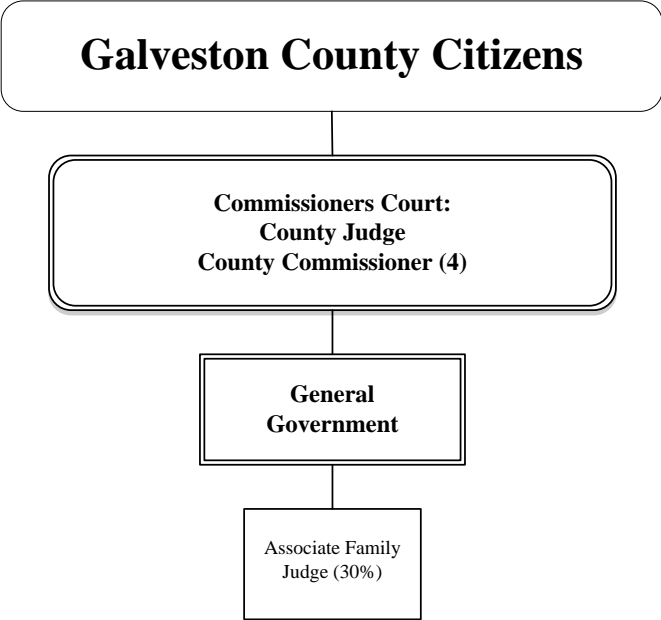 Galveston County Citizens
Commissioners Court:
County Judge
County Commissioner (4)
General
Government
Associate Family
Judge (30%)